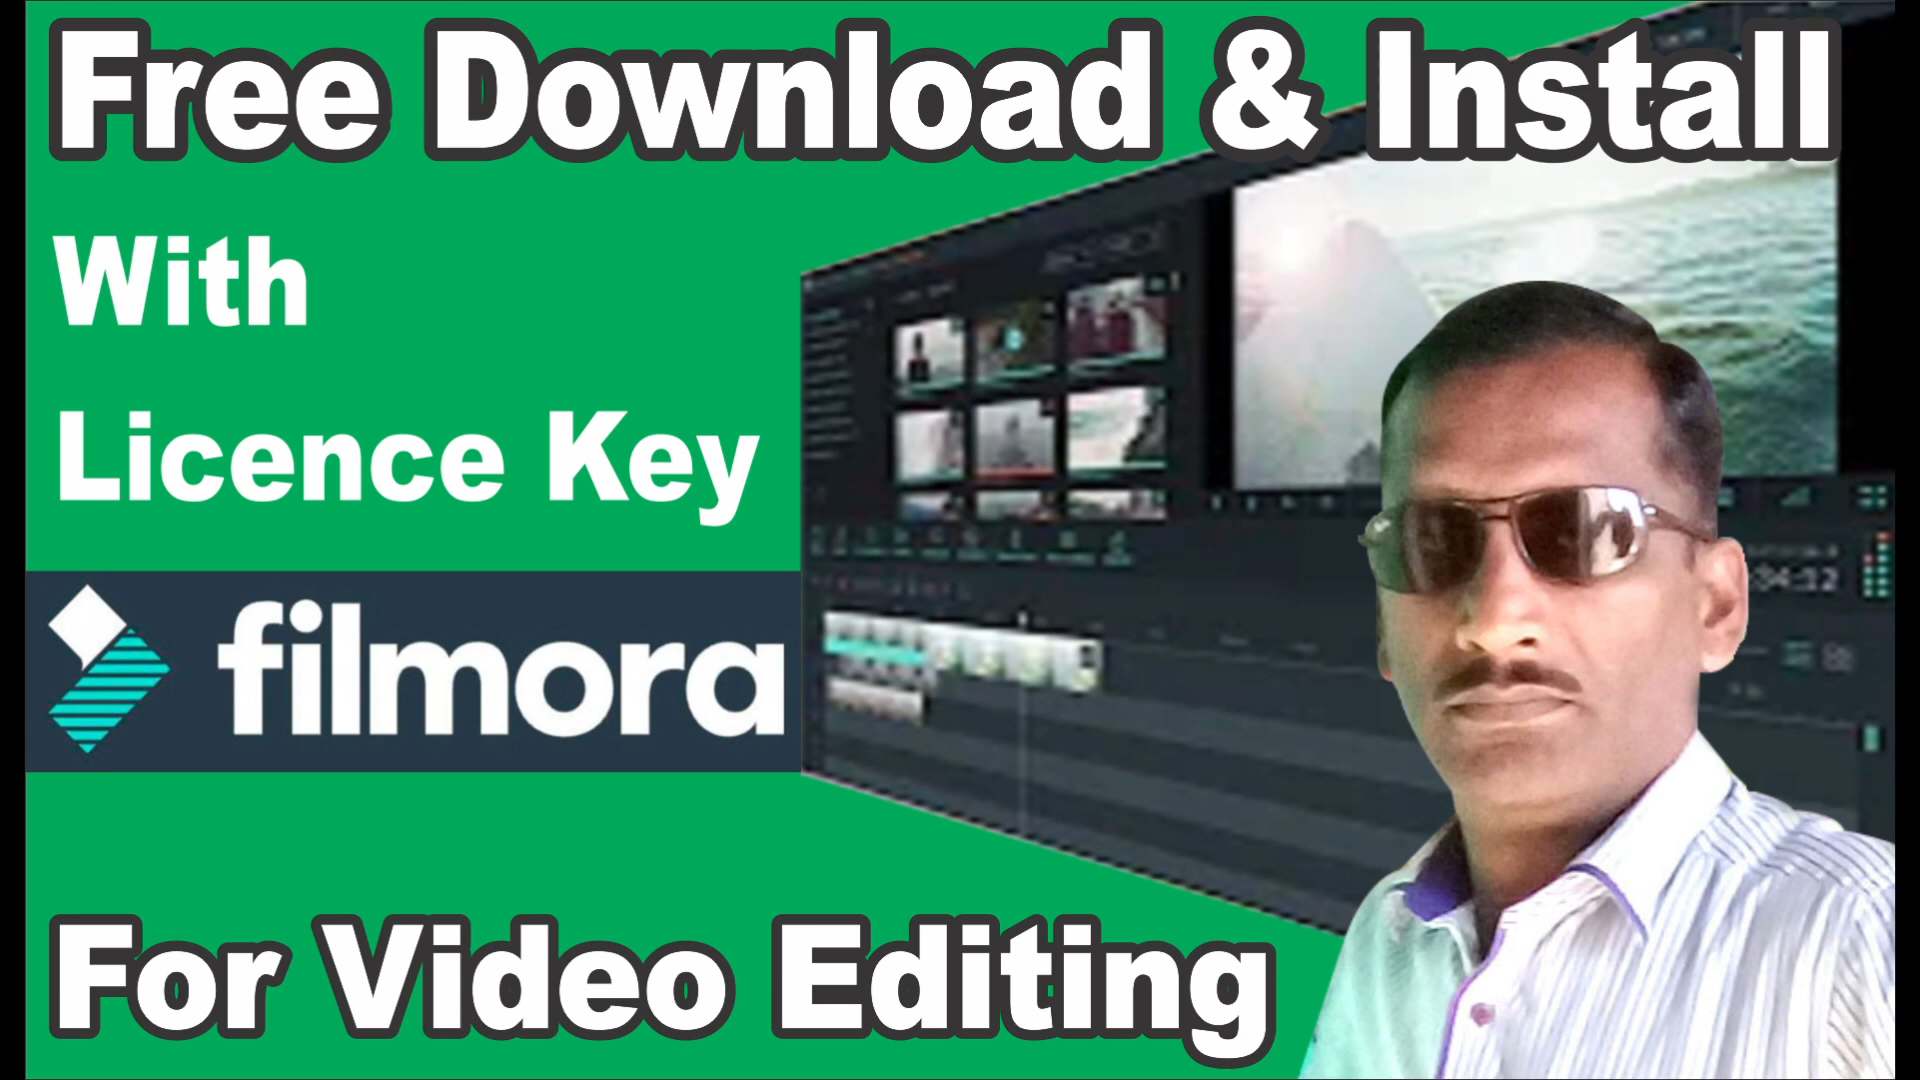 Free Download & Install
With
Licence Key
filmora
For Video Editing